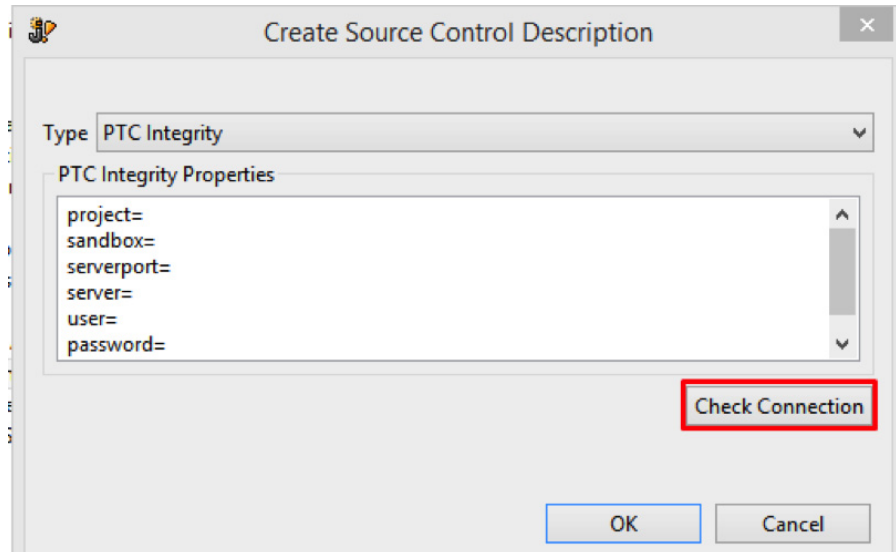 Create Source Control Description
Type PTC Integrity
PTC Integrity Properties
project=
sandbox=
serverport=
server=
user=
password=
Check Connection
OK Cancel